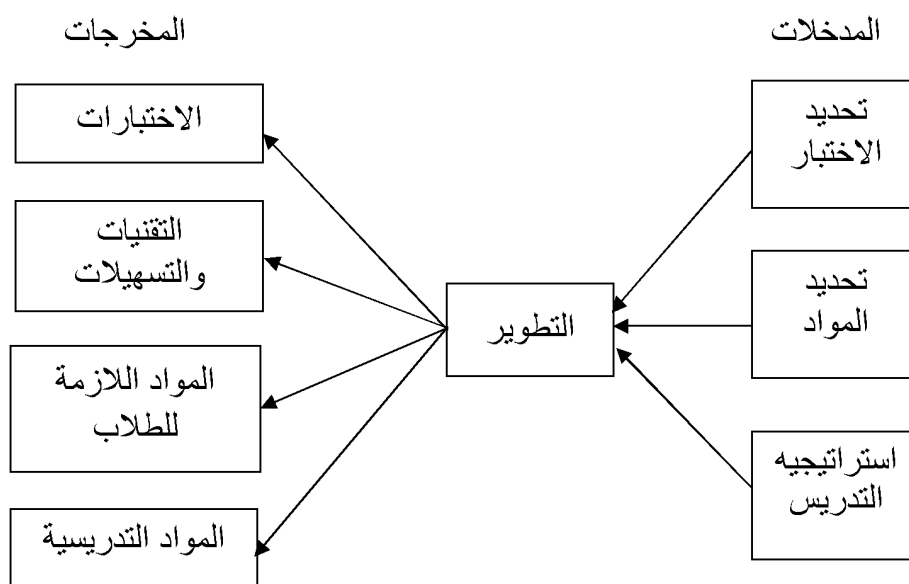 المدخلات
تحديد
الاختبار
تحديد
المواد
استراتيجيه
التدريس
التطوير
المخرجات
الاختبارات
التقنيات
والتسهيلات
المواد اللازمة
للطلاب
المواد التدريسية